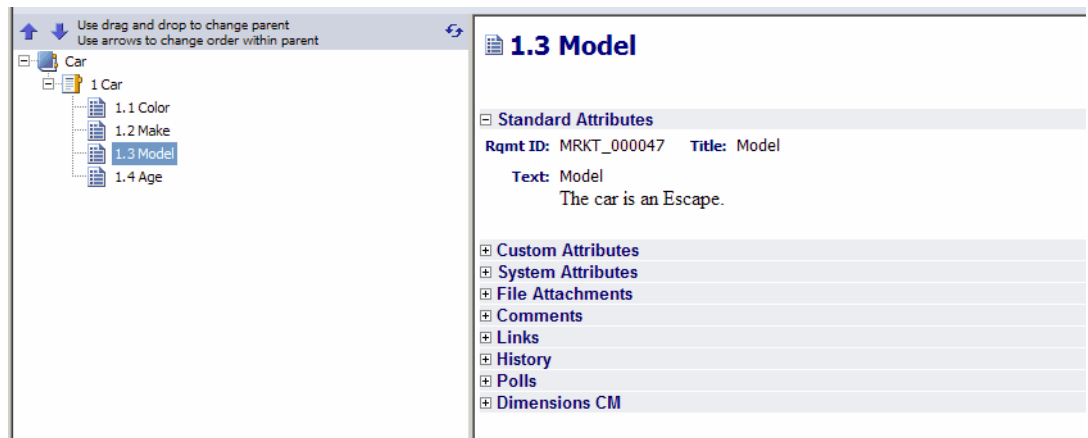 Use drag and drop to change parent
Use arrows to change order within parent
Car
1 Car
1.1 Color
1.2 Make
1.3 Model
1.4 Age
1.3 Model
Standard Attributes
Rqmt ID: MRKT_000047 Title: Model
Text: Model
The car is an Escape.
Custom Attributes
System Attributes
File Attachments
Comments
Links
History
Polls
Dimensions CM